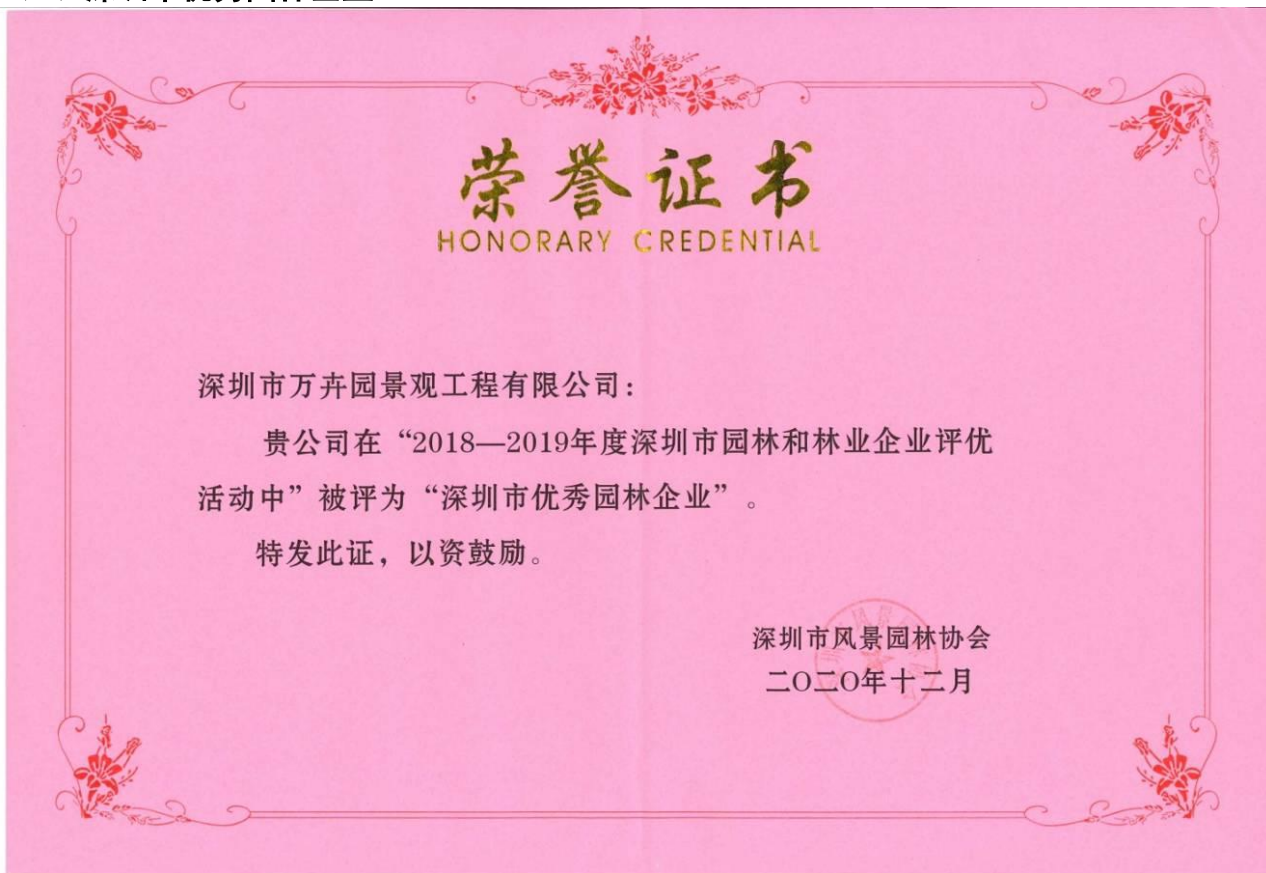 荣誉证书
HONORARY CREDENTIAL
深圳市万卉园景观工程有限公司：
贵公司在“2018—2019年度深圳市园林和林业企业评优
活动中”被评为“深圳市优秀园林企业”。
特发此证，以资鼓励。
深圳市风景园林协会
二〇二〇年十二月